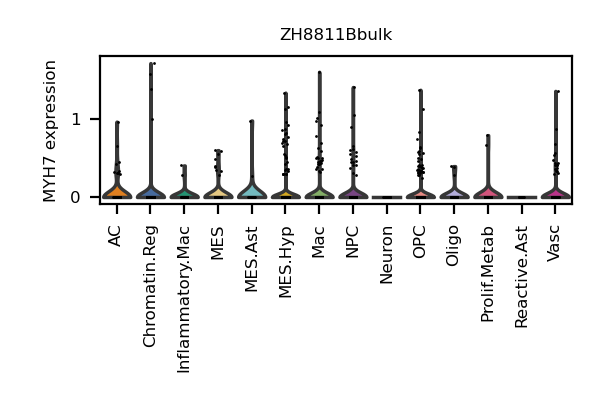 ZH8811Bbulk
MYH7 expression
1
0
AC
Chromatin.Reg
Inflammatory.Mac
MES
MES.Ast
MES.Hyp
Mac
NPC
Neuron
OPC
Oligo
Prolif.Metab
Reactive.Ast
Vasc